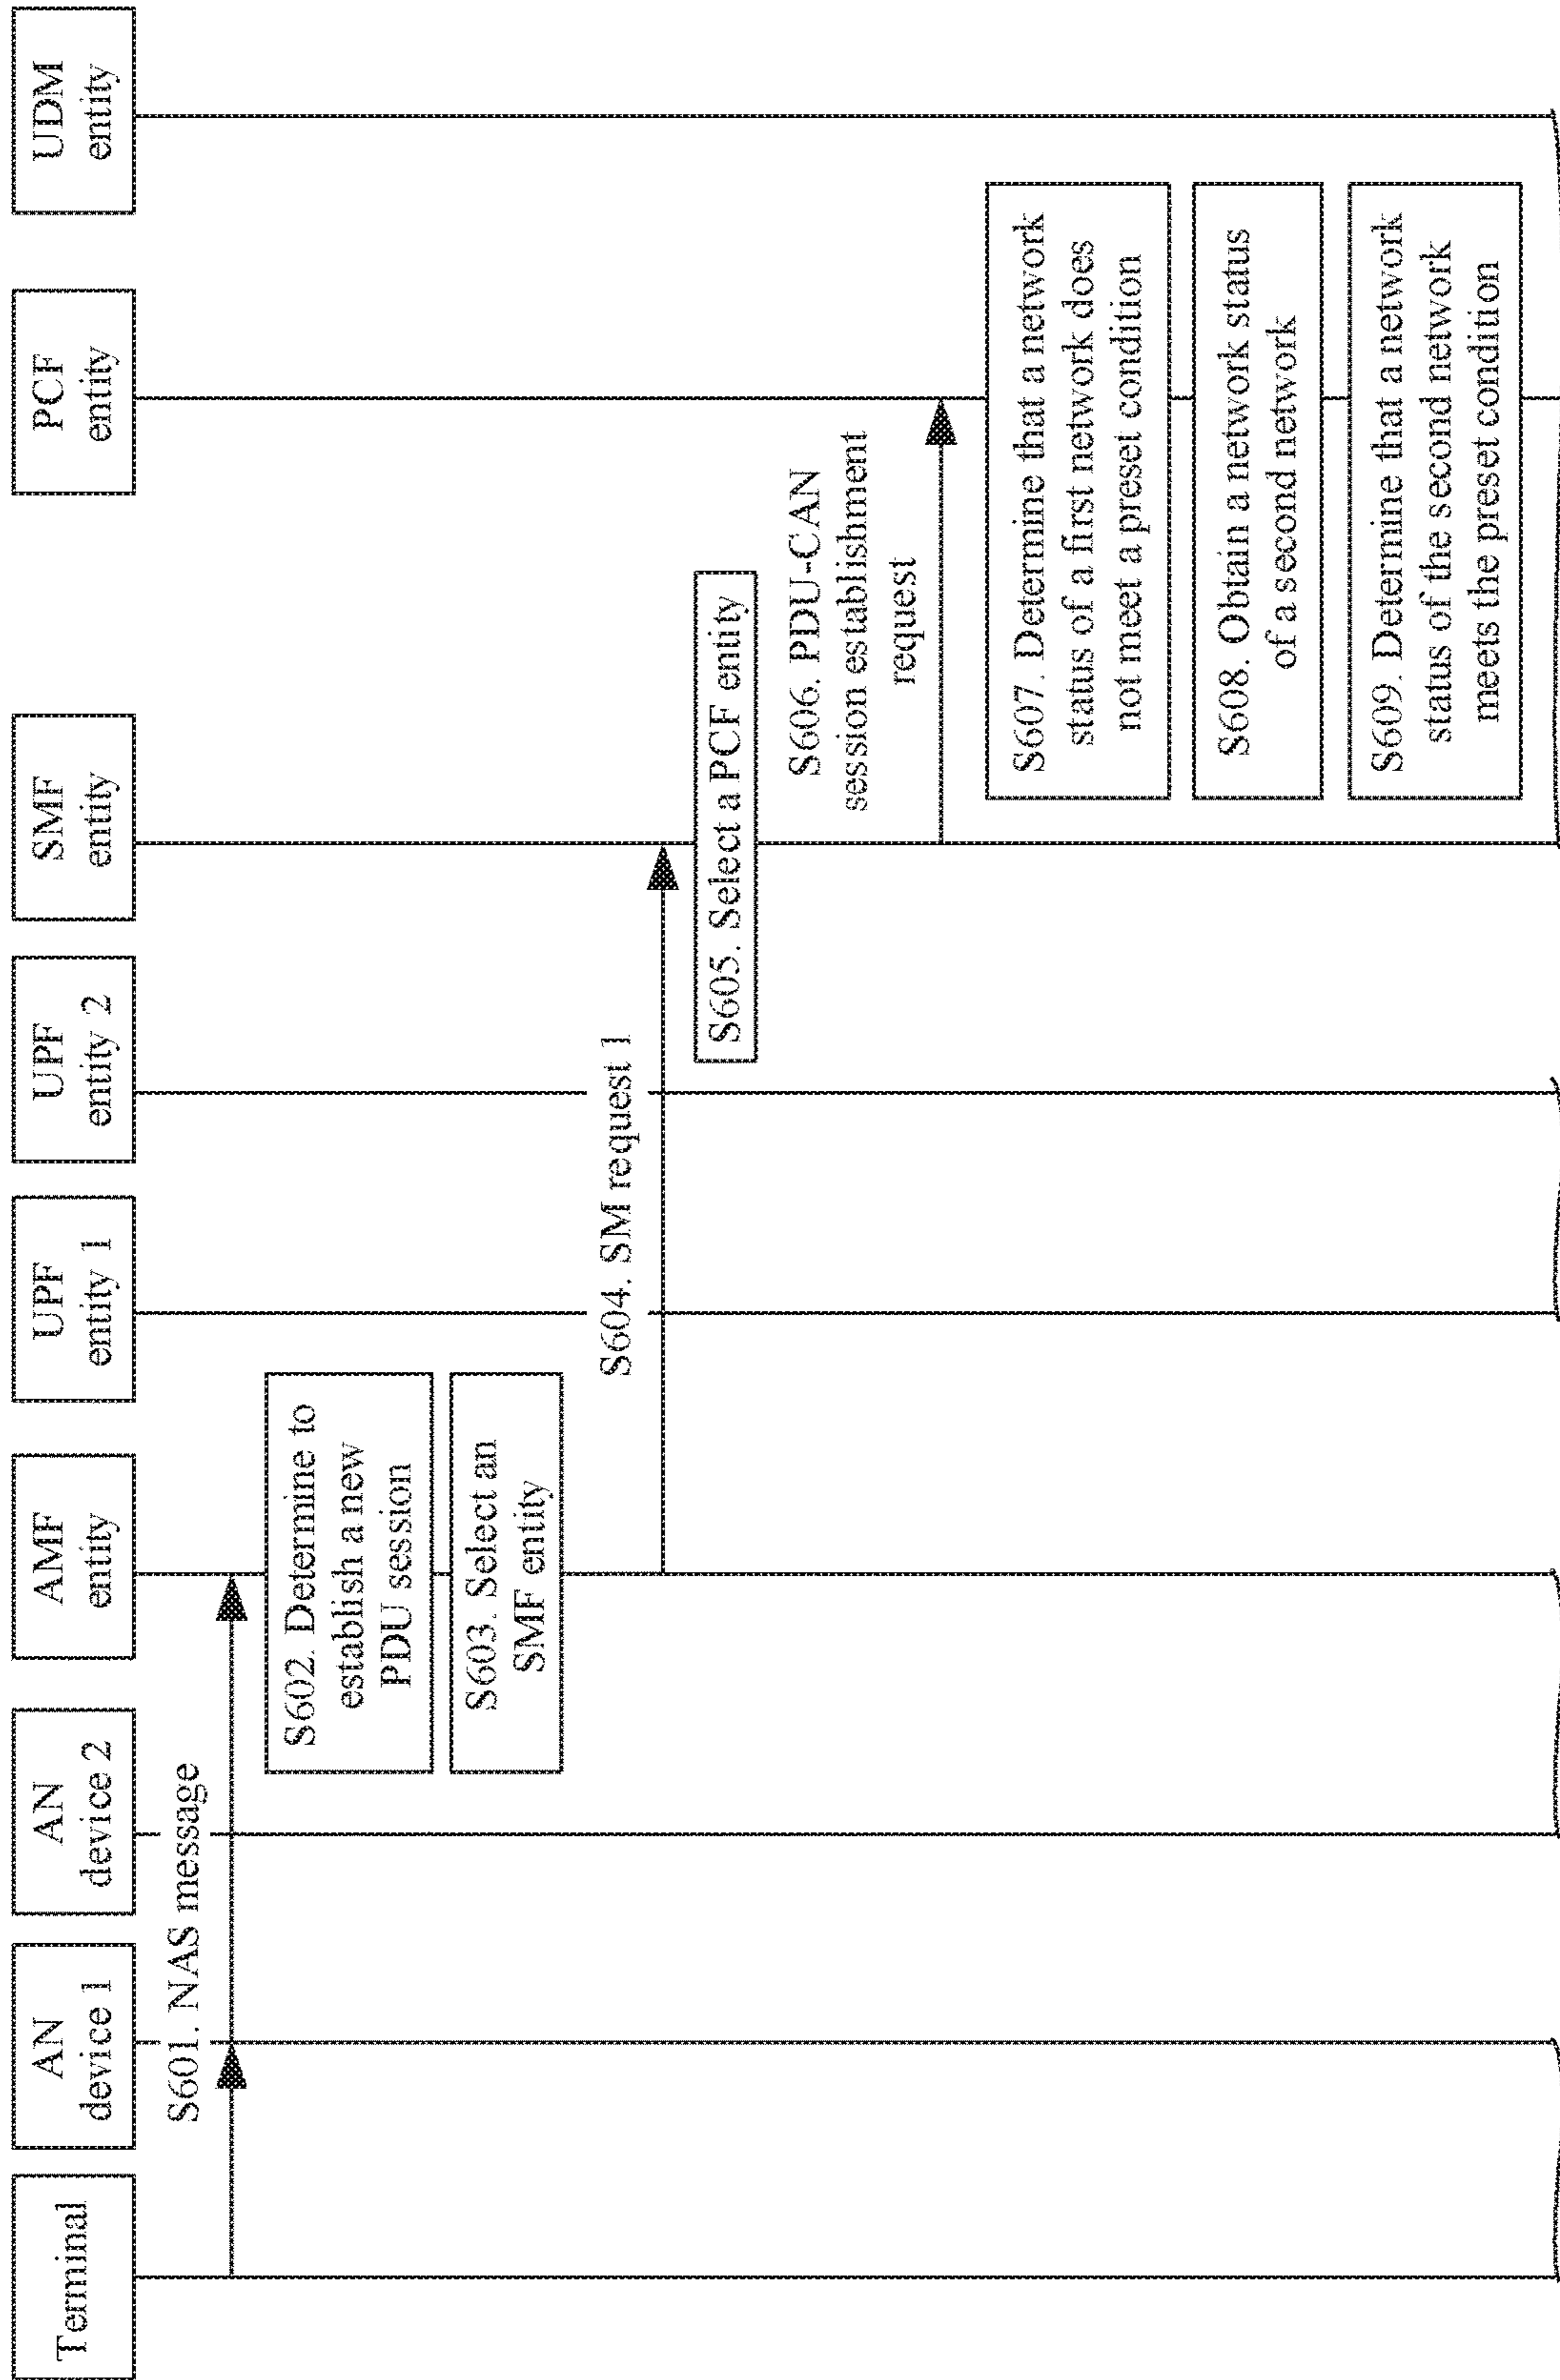 Terminal
AN
device 1
AN
device 2
AMF
entity
UPF
entity 1
UPF
entity 2
SMF
entity
PCF
entity
UDM
entity
S601. NAS message
S602. Determine to
establish a new
PDU session
S603. Select an
SMF entity
S604. SM request 1
S605. Select a PCF entity
S606. PDU-CAN
session establishment
request
S607. Determine that a network
status of a first network does
not meet a preset condition
S608. Obtain a network status
of a second network
S609. Determine that a network
status of the second network
meets the preset condition